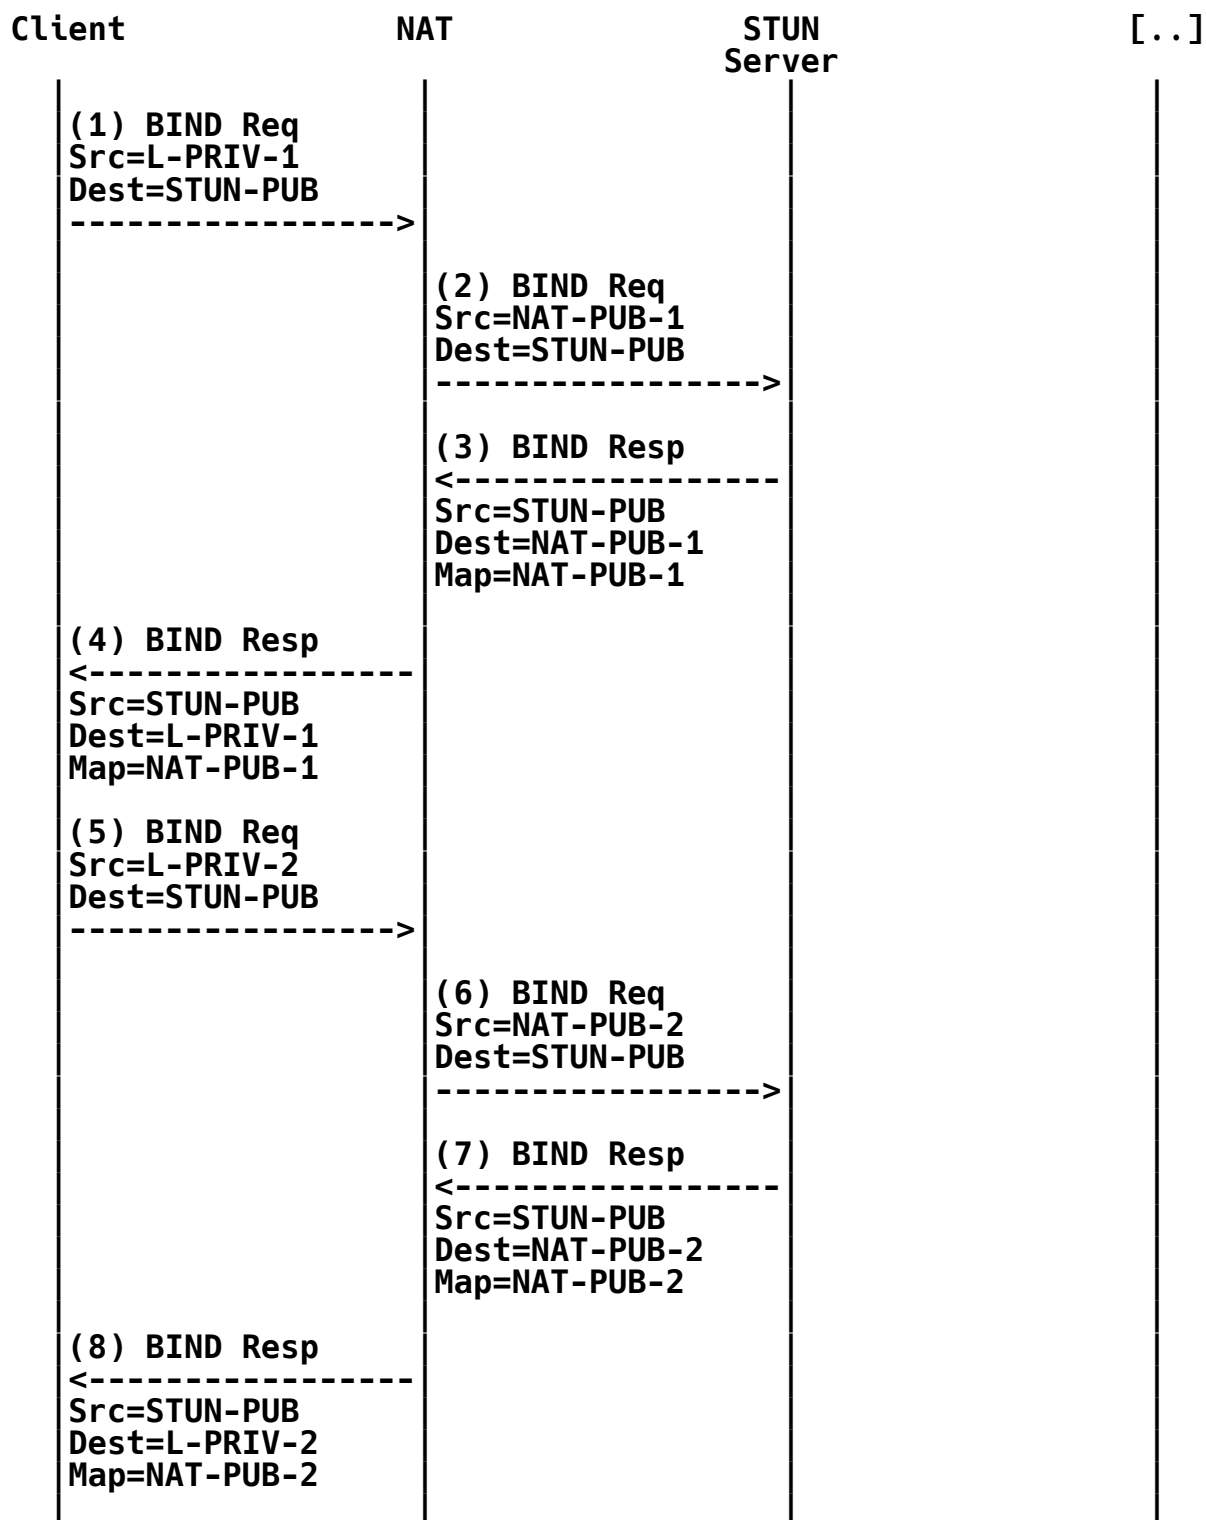 Client NAT STUN [..]
Server
(1) BIND Req
Src=L-PRIV-1
Dest=STUN-PUB
----------------->
(2) BIND Req
Src=NAT-PUB-1
Dest=STUN-PUB
----------------->
(3) BIND Resp
<-----------------
Src=STUN-PUB
Dest=NAT-PUB-1
Map=NAT-PUB-1
(4) BIND Resp
<-----------------
Src=STUN-PUB
Dest=L-PRIV-1
Map=NAT-PUB-1
(5) BIND Req
Src=L-PRIV-2
Dest=STUN-PUB
----------------->
(6) BIND Req
Src=NAT-PUB-2
Dest=STUN-PUB
----------------->
(7) BIND Resp
<-----------------
Src=STUN-PUB
Dest=NAT-PUB-2
Map=NAT-PUB-2
(8) BIND Resp
<-----------------
Src=STUN-PUB
Dest=L-PRIV-2
Map=NAT-PUB-2